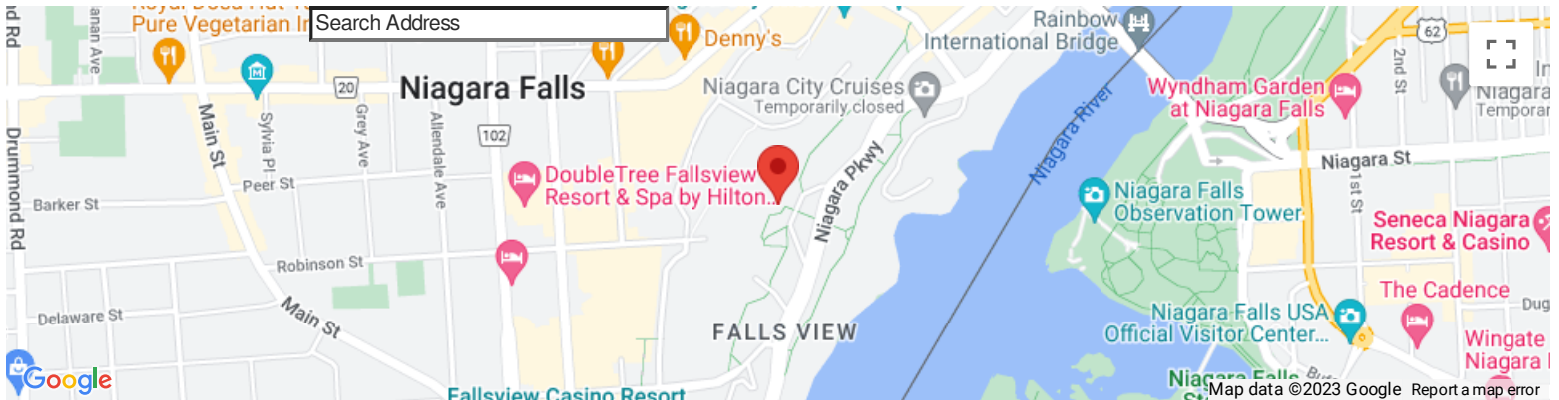 Royal Dosa Hut
Pure Vegetarian
Search Address
Denny's
Rainbow
International Bridge
62
2nd St
Niagara Falls
20
102
Niagara City Cruises
Temporarily closed
Wyndham Garden
at Niagara Falls
Niagara
Drummond Rd
Main St
Sylvia Pl
Grey Ave
Allendale Ave
Peer St
Barker St
DoubleTree Fallsview
Resort & Spa by Hilton...
Niagara Pkwy
Niagara River
Niagara St
1st St
Niagara Falls
Observation Tower
Seneca Niagara
Resort & Casino
Robinson St
Main St
Delaware St
FALLS VIEW
Niagara Falls USA
Official Visitor Center...
The Cadence
Wingate
Niagara
Google
Fallsview Casino Resort
Niagara Falls
Map data ©2023 Google
Report a map error